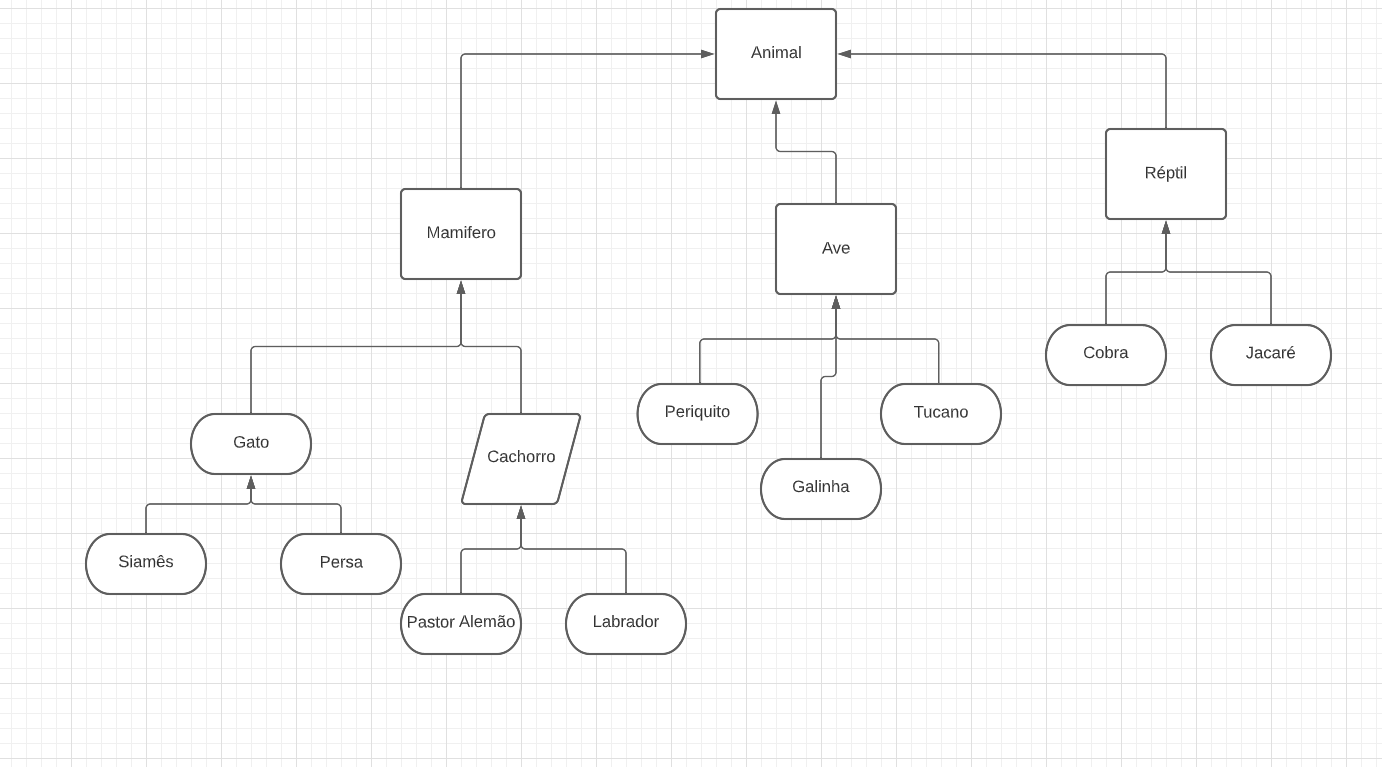 Animal
Réptil
Mamifero
Ave
Cobra
Jacaré
Periquito
Tucano
Gato
Cachorro
Galinha
Siamês
Persa
Pastor Alemão
Labrador